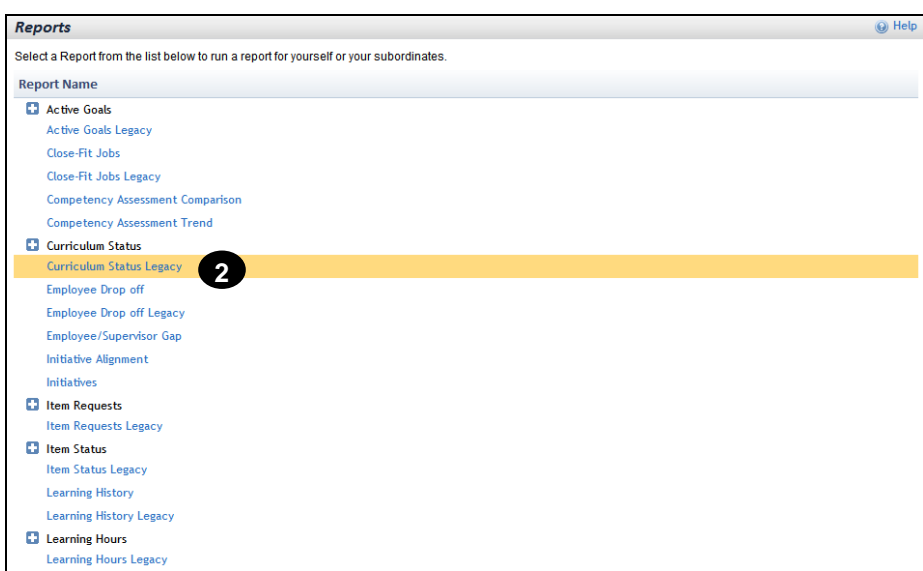 Reports
Help
Select a Report from the list below to run a report for yourself or your subordinates.
Report Name
Active Goals
Active Goals Legacy
Close-Fit Jobs
Close-Fit Jobs Legacy
Competency Assessment Comparison
Competency Assessment Trend
Curriculum Status
Curriculum Status Legacy 2
Employee Drop off
Employee Drop off Legacy
Employee/Supervisor Gap
Initiative Alignment
Initiatives
Item Requests
Item Requests Legacy
Item Status
Item Status Legacy
Learning History
Learning History Legacy
Learning Hours
Learning Hours Legacy